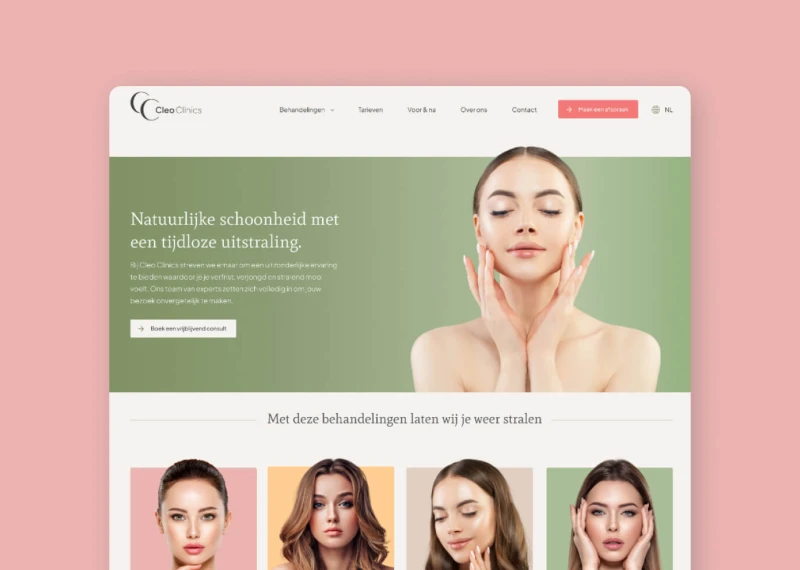 CC Cleo Clinics
Behandelingen
Tarieven
Voor & na
Over ons
Contact
Plaan een afspraak
NL
Natuurlijke schoonheid met
een tijdloze uitstraling.
Bij Cleo Clinics streven we ernaar om een uitzonderlijke ervaring
te bieden waardoor je je verfrist, verjongd en stralend mooi
voelt. Ons team van experts zetten zich volledig in om jouw
bezoek onvergetelijk te maken.
Boek een vrijblijvend consult
Met deze behandelingen laten wij je weer stralen